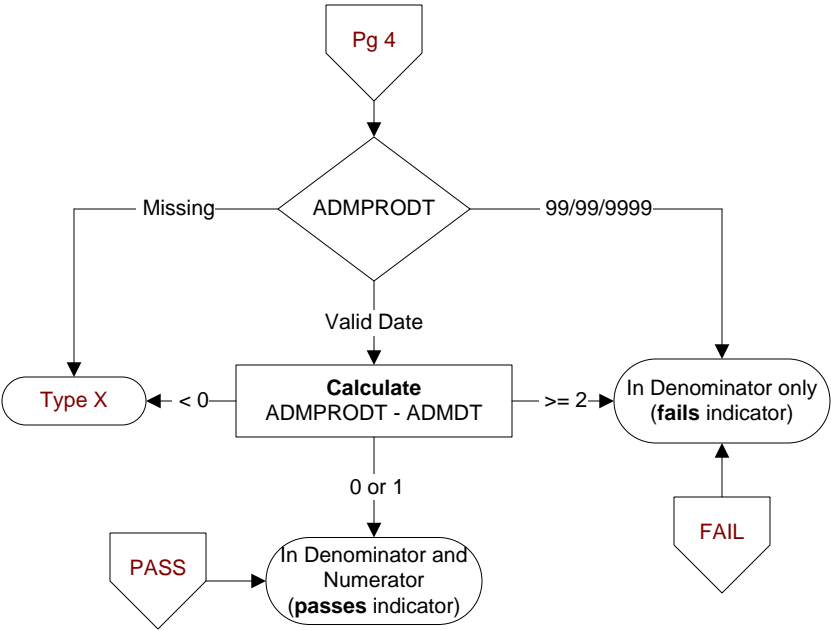 Pg 4
Missing
ADMPRODT
99/99/9999
Valid Date
Type X
< 0
Calculate
ADMPRODT - ADMDT
>= 2
In Denominator only
(fails indicator)
0 or 1
FAIL
PASS
In Denominator and
Numerator
(passes indicator)